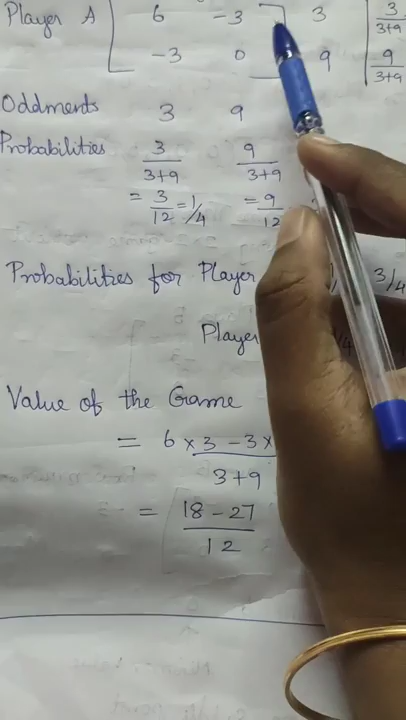 Player A 6 -3 3 3/3+9
-3 0 9 9/3+9
Oddments 3 9
Probabilities 3/3+9 9/3+9
= 3/12 = 1/4 = 9/12
Probabilities for Player 3/4
Player
Value of the Game
= 6 × 3 - 3 ×
3+9
= 18 - 27
12